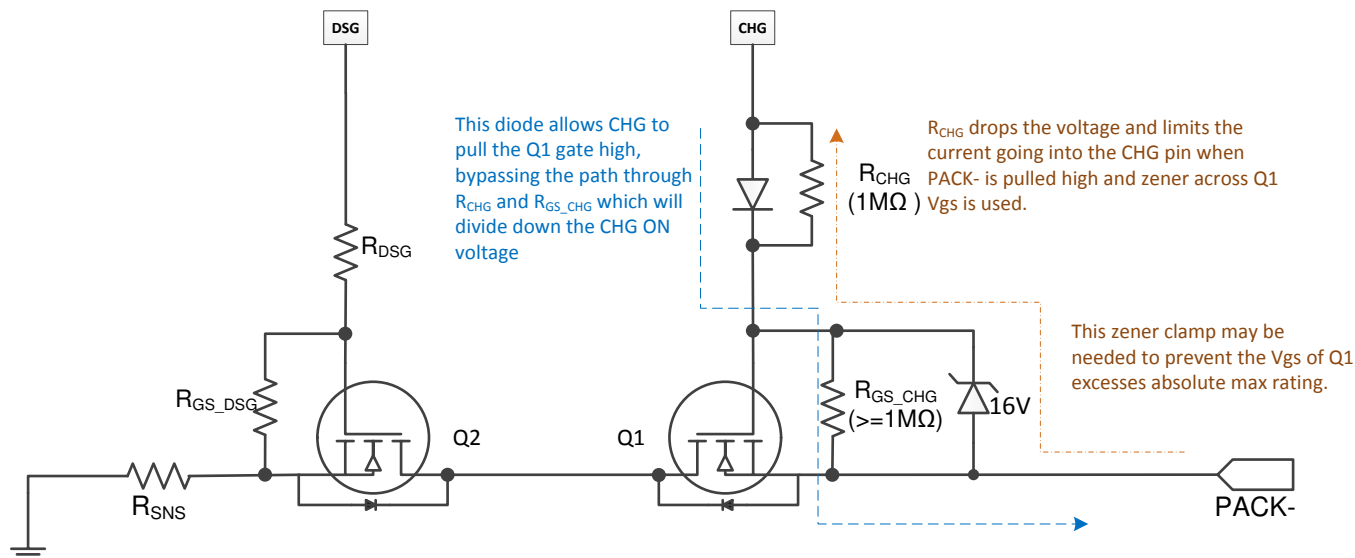 DSG
CHG
This diode allows CHG to
pull the Q1 gate high,
bypassing the path through
RCHG and RGS_CHG which will
divide down the CHG ON
voltage
RCHG
(1MΩ )
RCHG drops the voltage and limits the
current going into the CHG pin when
PACK- is pulled high and zener across Q1
Vgs is used.
RDSG
This zener clamp may be
needed to prevent the Vgs of Q1
excesses absolute max rating.
RGS_DSG
Q2
Q1
RGS_CHG
(>=1MΩ)
16V
RSNS
PACK-